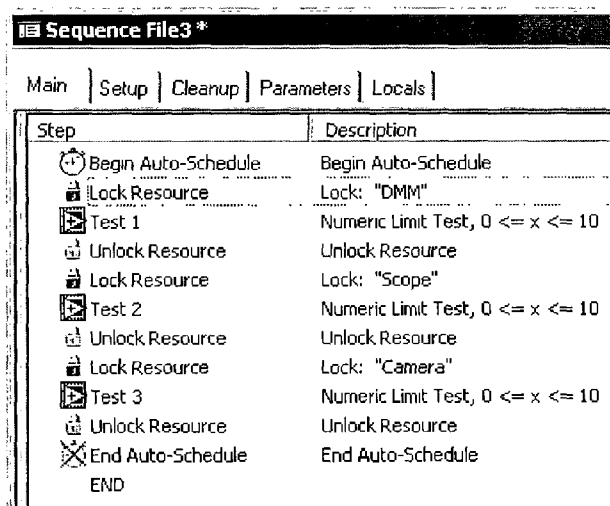 Sequence File3 *
Main Setup Cleanup Parameters Locals
Step Description
Begin Auto-Schedule Begin Auto-Schedule
Lock Resource Lock: "DMM"
Test 1 Numeric Limit Test, 0 <= x <= 10
Unlock Resource Unlock Resource
Lock Resource Lock: "Scope"
Test 2 Numeric Limit Test, 0 <= x <= 10
Unlock Resource Unlock Resource
Lock Resource Lock: "Camera"
Test 3 Numeric Limit Test, 0 <= x <= 10
Unlock Resource Unlock Resource
End Auto-Schedule End Auto-Schedule
END